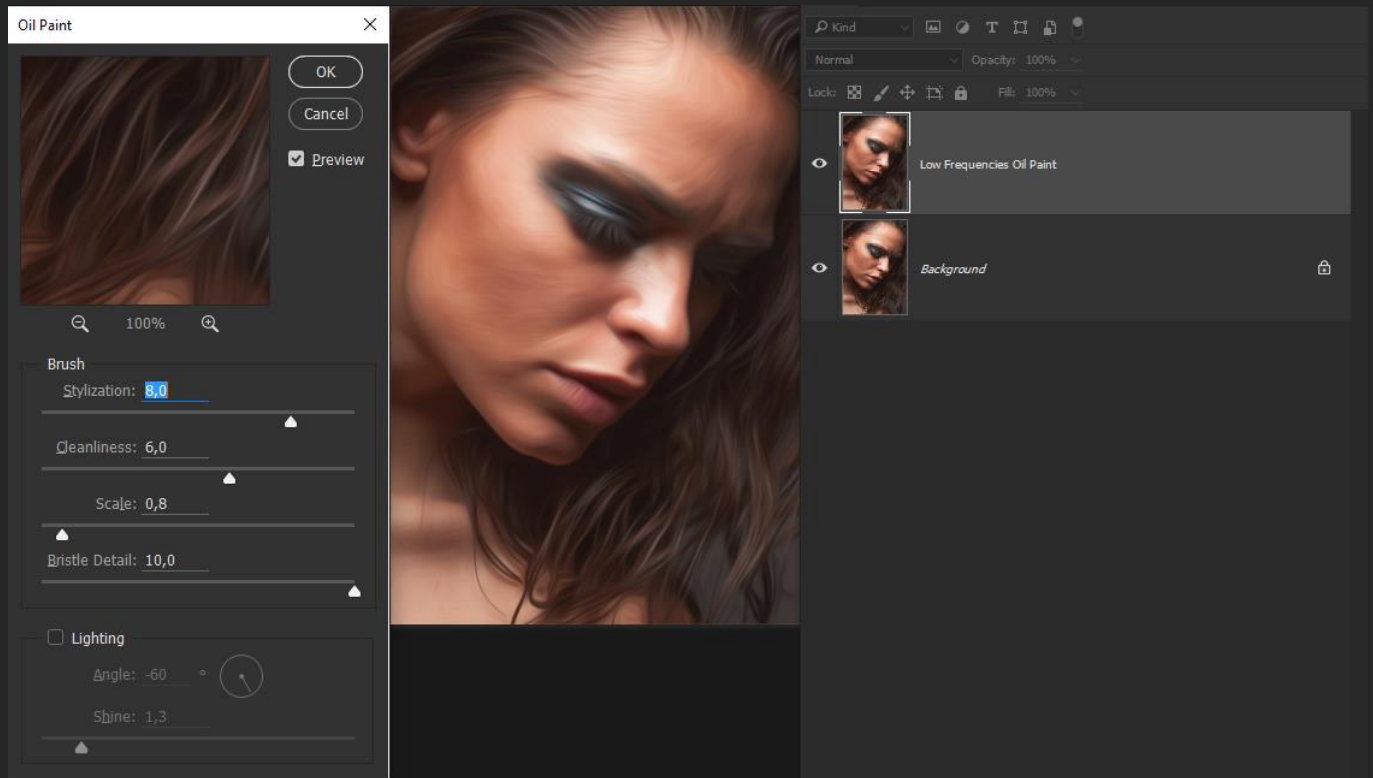 Oil Paint
OK
Cancel
Preview
100%
Brush
Stylization: 8,0
Cleanliness: 6,0
Scale: 0,8
Bristle Detail: 10,0
Lighting
Angle: -60 °
Shine: 1,3
Kind
Normal
Opacity: 100%
Lock:
Fill: 100%
Low Frequencies Oil Paint
Background